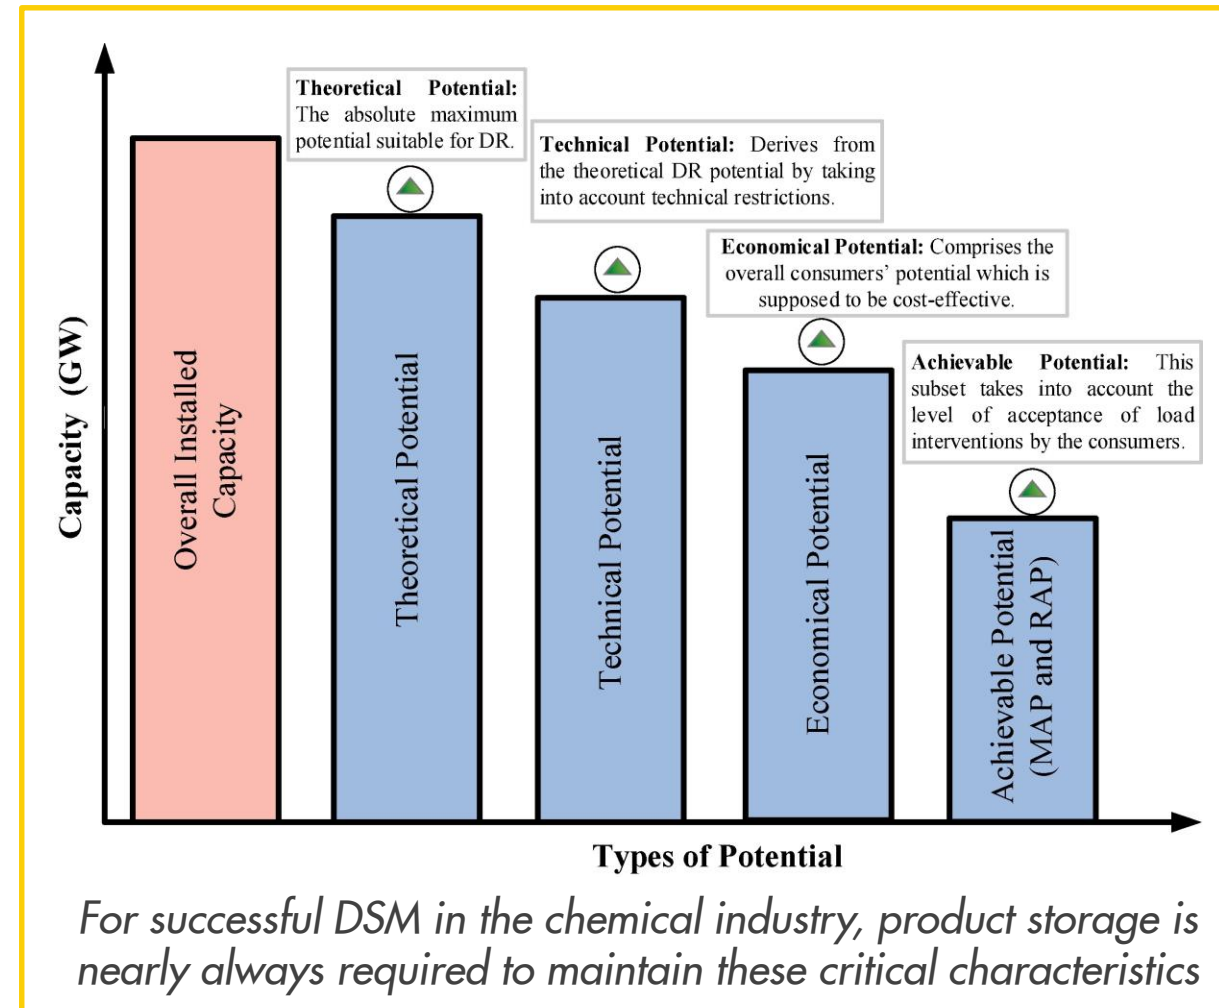 Theoretical Potential:
The absolute maximum
potential suitable for DR.
Technical Potential: Derives from
the theoretical DR potential by taking
into account technical restrictions.
Economical Potential: Comprises the
overall consumers' potential which is
supposed to be cost-effective.
Achievable Potential: This
subset takes into account the
level of acceptance of load
interventions by the consumers.
Capacity (GW)
Overall Installed
Capacity
Theoretical Potential
Technical Potential
Economical Potential
Achievable Potential
(MAP and RAP)
Types of Potential
For successful DSM in the chemical industry, product storage is
nearly always required to maintain these critical characteristics